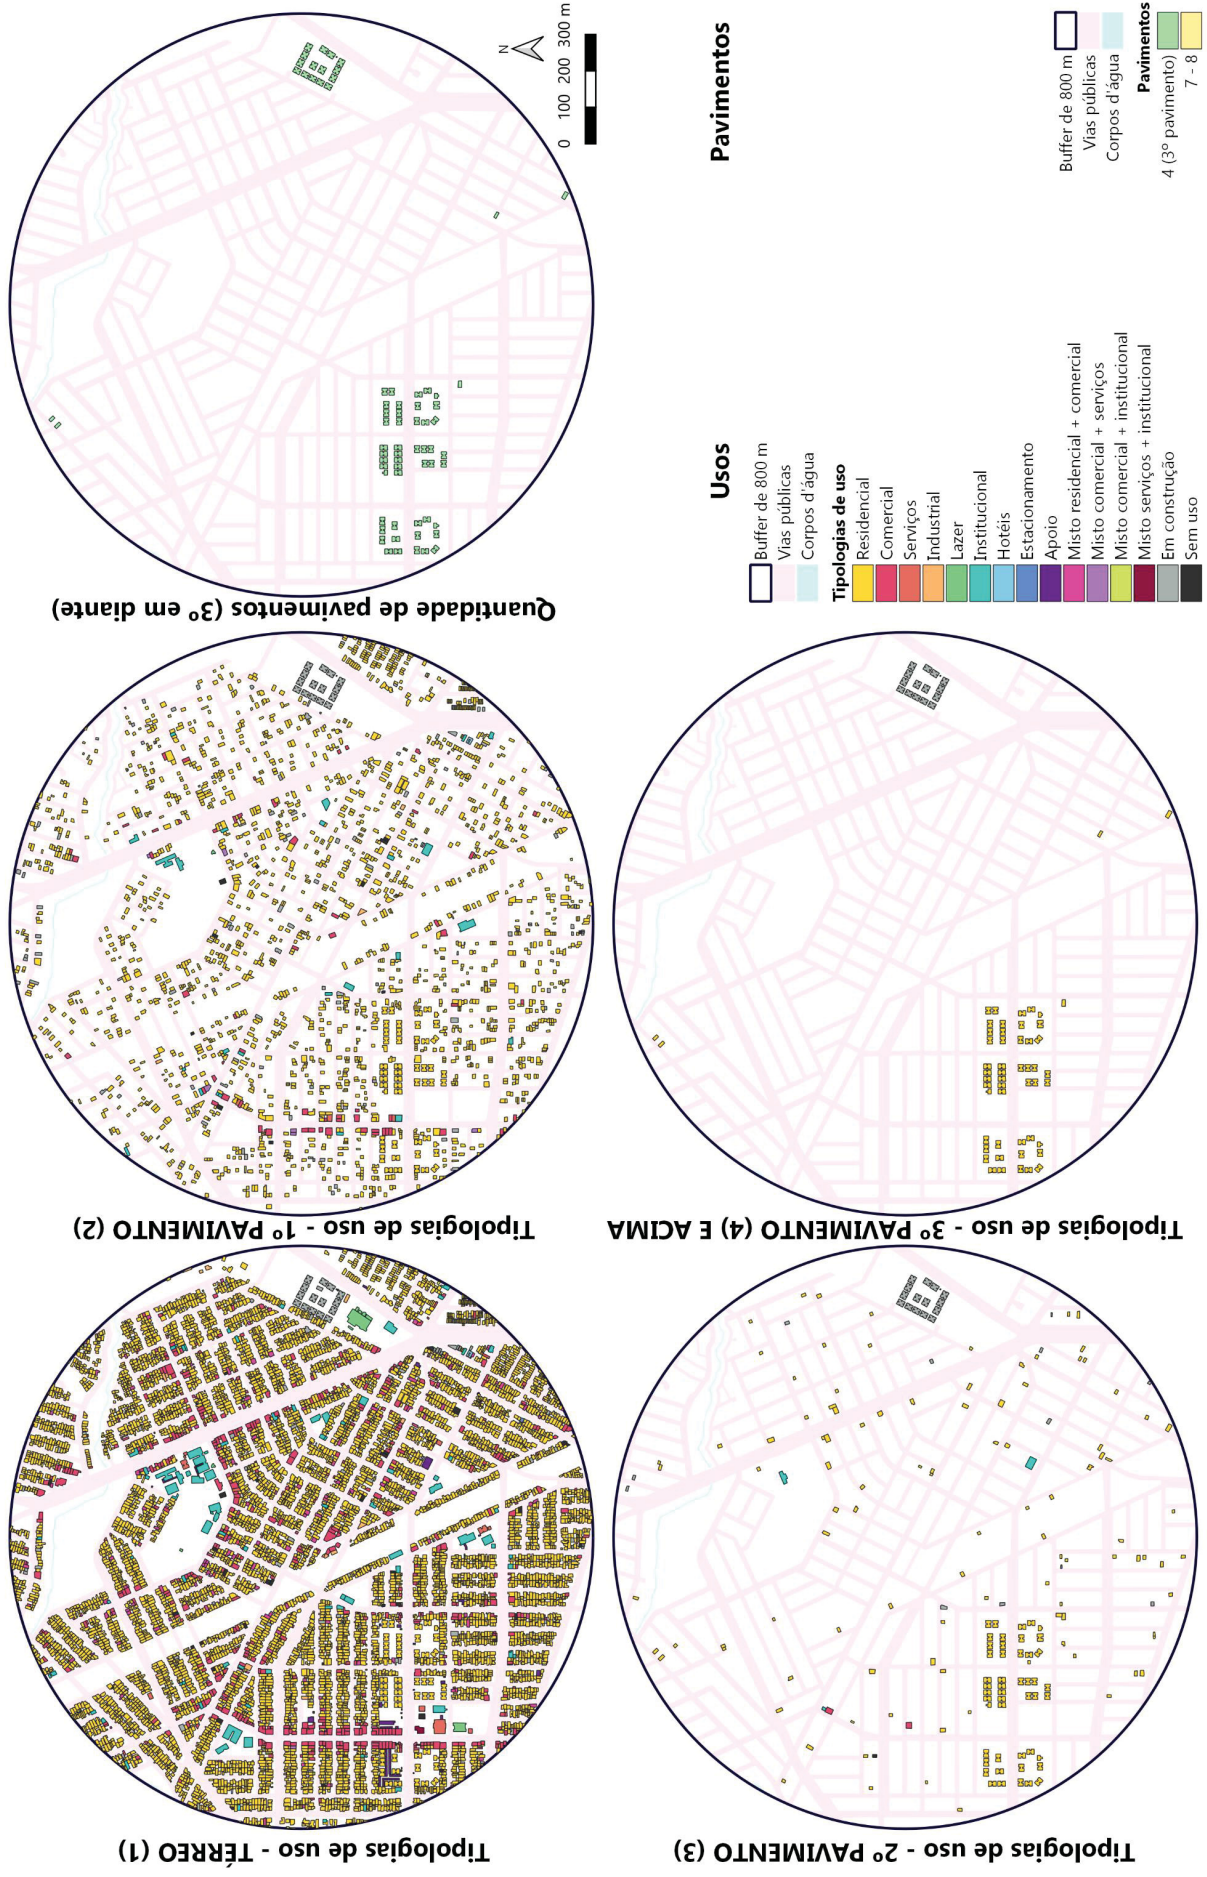 Tipologias de uso - TÉRREO (1)
Tipologias de uso - 1º PAVIMENTO (2)
Quantidade de pavimentos (3º em diante)
N
0 100 200 300 m
Tipologias de uso - 2º PAVIMENTO (3)
Tipologias de uso - 3º PAVIMENTO (4) E ACIMA
Usos
Buffer de 800 m
Vias públicas
Corpos d'água
Tipologias de uso
Residencial
Comercial
Serviços
Industrial
Lazer
Institucional
Hotéis
Estacionamento
Apoio
Misto residencial + comercial
Misto comercial + serviços
Misto comercial + institucional
Misto serviços + institucional
Em construção
Sem uso
Pavimentos
Buffer de 800 m
Vias públicas
Corpos d'água
Pavimentos
4 (3º pavimento)
7 - 8